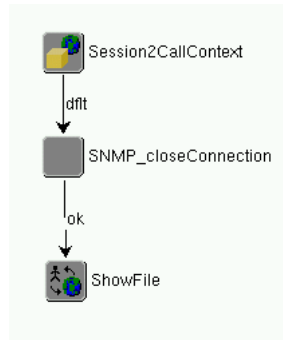 Session2CallContext
dflt
SNMP_closeConnection
ok
ShowFile